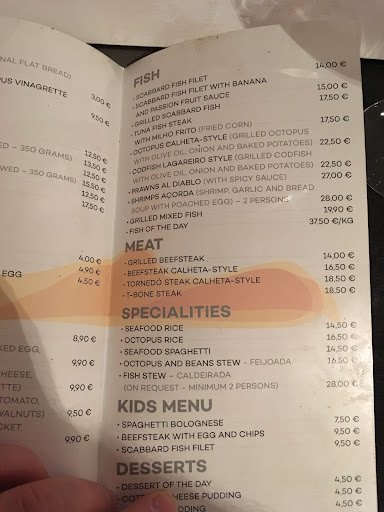 NAL FLAT BREAD)
3,00 €
PUS VINAGRETTE
9,50 €
12,50 €
ED – 350 GRAMS)
13,50 €
12,50 €
WED – 350 GRAMS)
15,50 €
12,50 €
17,50 €
4,00 €
4,90 €
EGG
4,50 €
8,90 €
KED EGG,
9,90 €
CHEESE,
TTE)
9,90 €
TOMATO,
WALNUTS)
9,50 €
CKET,
9,90 €
FISH
• SCABBARD FISH FILET 14,00 €
• SCABBARD FISH FILET WITH BANANA
AND PASSION FRUIT SAUCE 15,00 €
• GRILLED SCABBARD FISH 17,50 €
• TUNA FISH STEAK
WITH MILHO FRITO (FRIED CORN) 17,50 €
• OCTOPUS CALHETA-STYLE (GRILLED OCTOPUS
WITH OLIVE OIL, ONION AND BAKED POTATOES) 22,50 €
• CODFISH LAGAREIRO STYLE (GRILLED CODFISH
WITH OLIVE OIL, ONION AND BAKED POTATOES) 22,50 €
• PRAWNS AL DIABLO (WITH SPICY SAUCE) 27,00 €
• SHRIMPS AÇORDA (SHRIMP, GARLIC AND BREAD
SOUP WITH POACHED EGG) – 2 PERSONS 28,00 €
• GRILLED MIXED FISH 19,90 €
• FISH OF THE DAY 37,50 €/KG
MEAT
• GRILLED BEEFSTEAK 14,00 €
• BEEFSTEAK CALHETA-STYLE 16,50 €
• TORNEDÓ STEAK CALHETA-STYLE 18,50 €
• T-BONE STEAK 18,50 €
SPECIALITIES
• SEAFOOD RICE 14,50 €
• OCTOPUS RICE 16,50 €
• SEAFOOD SPAGHETTI 14,50 €
• OCTOPUS AND BEANS STEW – FEIJOADA 16,50 €
• FISH STEW – CALDEIRADA
(ON REQUEST – MINIMUM 2 PERSONS) 28,00 €
KIDS MENU
• SPAGHETTI BOLOGNESE 7,50 €
• BEEFSTEAK WITH EGG AND CHIPS 9,50 €
• SCABBARD FISH FILET 9,50 €
DESSERTS
• DESSERT OF THE DAY 4,50 €
CHEESE PUDDING 4,50 €
4,50 €